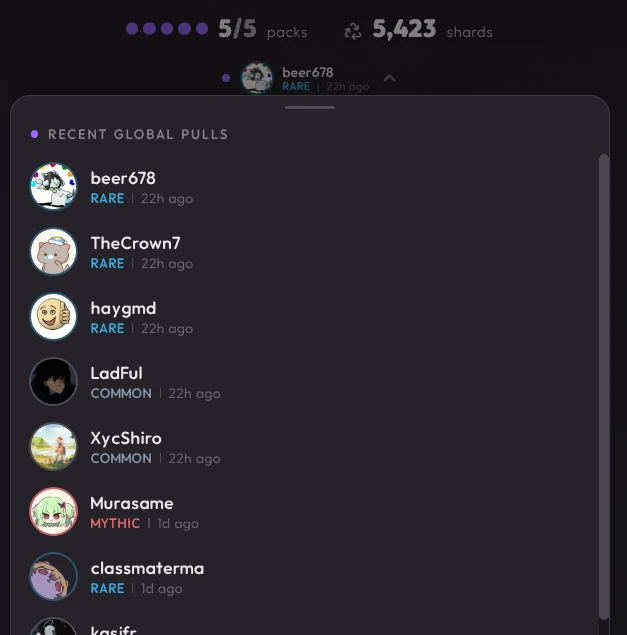 5/5 packs 5,423 shards
beer678
RARE | 22h ago
RECENT GLOBAL PULLS
beer678
RARE | 22h ago
TheCrown7
RARE | 22h ago
haygmd
RARE | 22h ago
LadFul
COMMON | 22h ago
XycShiro
COMMON | 22h ago
Murasame
MYTHIC | 1d ago
classmaterma
RARE | 1d ago
kasifr